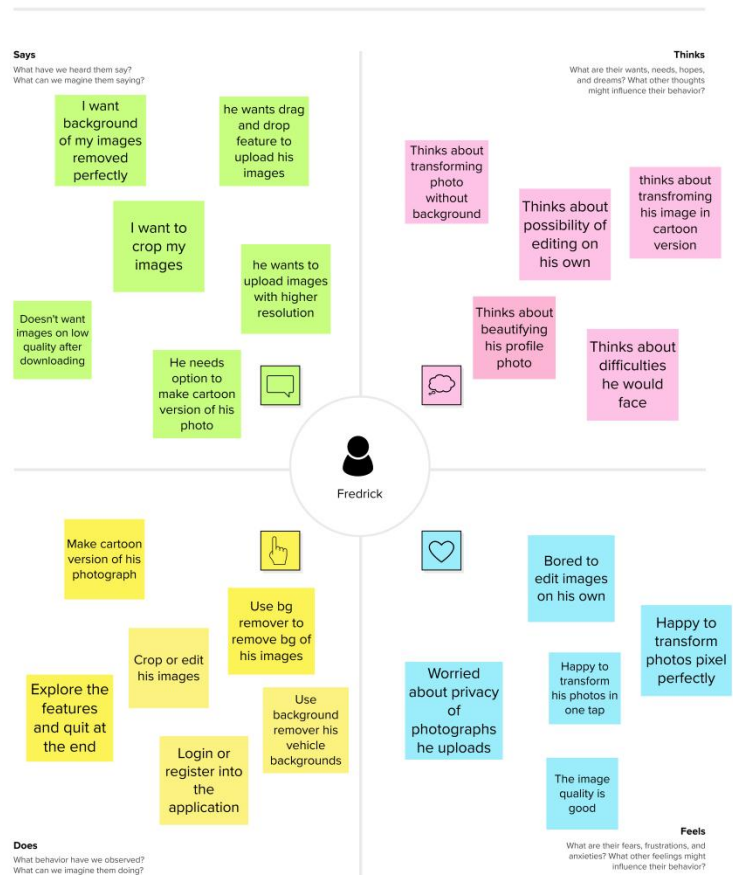 Says
What have we heard them say?
What can we magine them saying?
I want
background
of my images
removed
perfectly
he wants drag
and drop
feature to
upload his
images
I want to
crop my
images
he wants to
upload images
with higher
resolution
Doesn't want
images on low
quality after
downloading
He needs
option to
make cartoon
version of his
photo
Thinks
What are their wants, needs, hopes,
and dreams? What other thoughts
might influence their behavior?
Thinks about
transforming
photo
without
background
Thinks about
possibility of
editing on
his own
thinks about
transfroming
his image in
cartoon
version
Thinks about
beautifying
his profile
photo
Thinks about
difficulties
he would
face
Fredrick
Make cartoon
version of his
photograph
Use bg
remover to
remove bg of
his images
Crop or edit
his images
Explore the
features
and quit at
the end
Use
background
remover his
vehicle
backgrounds
Login or
register into
the
application
Does
What behavior have we observed?
What can we imagine them doing?
Bored to
edit images
on his own
Happy to
transform
photos pixel
perfectly
Worried
about privacy
of
photographs
he uploads
Happy to
transform
his photos in
one tap
The image
quality is
good
Feels
What are their fears, frustrations, and
anxieties? What other feelings might
influence their behavior?